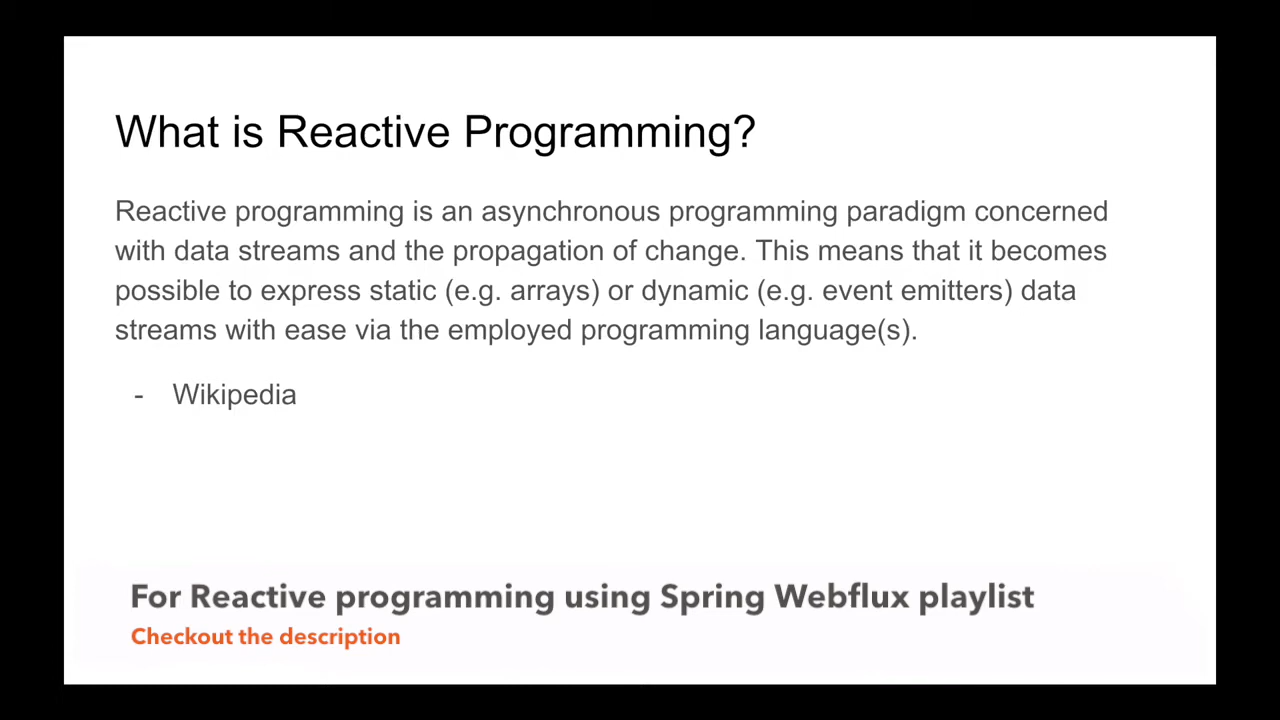 What is Reactive Programming?
Reactive programming is an asynchronous programming paradigm concerned
with data streams and the propagation of change. This means that it becomes
possible to express static (e.g. arrays) or dynamic (e.g. event emitters) data
streams with ease via the employed programming language(s).
- Wikipedia
For Reactive programming using Spring Webflux playlist
Checkout the description